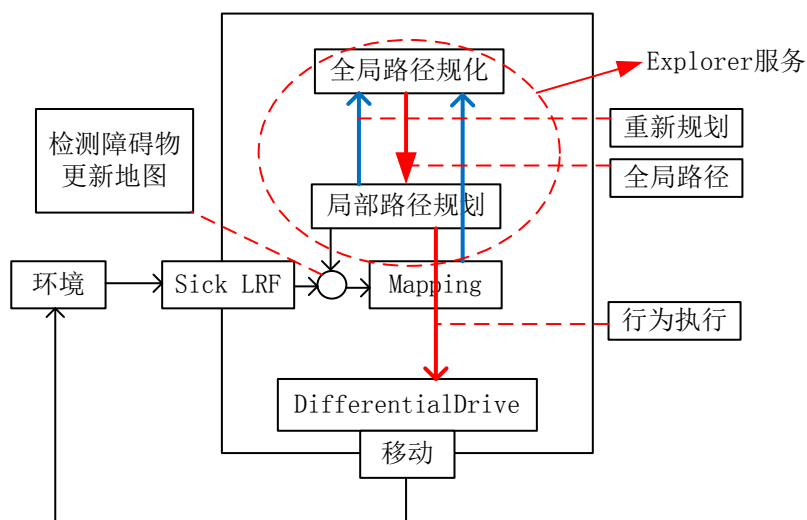 全局路径规化
Explorer服务
检测障碍物
更新地图
重新规划
全局路径
局部路径规划
环境
Sick LRF
Mapping
行为执行
DifferentialDrive
移动